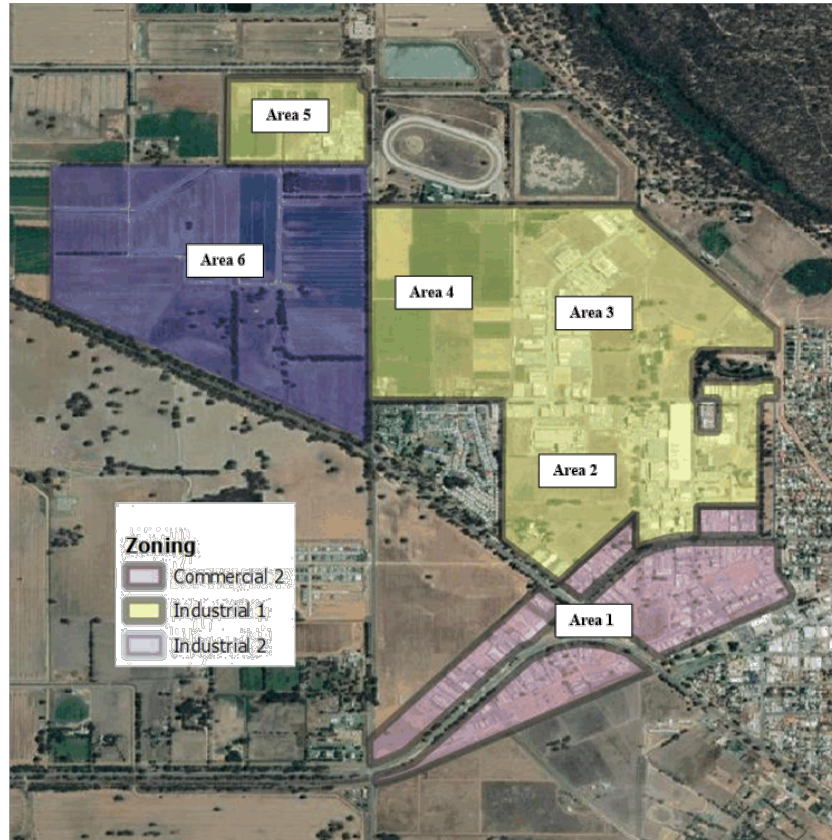 Area 5
Area 6
Area 4
Area 3
Area 2
Area 1
Zoning
Commercial 2
Industrial 1
Industrial 2